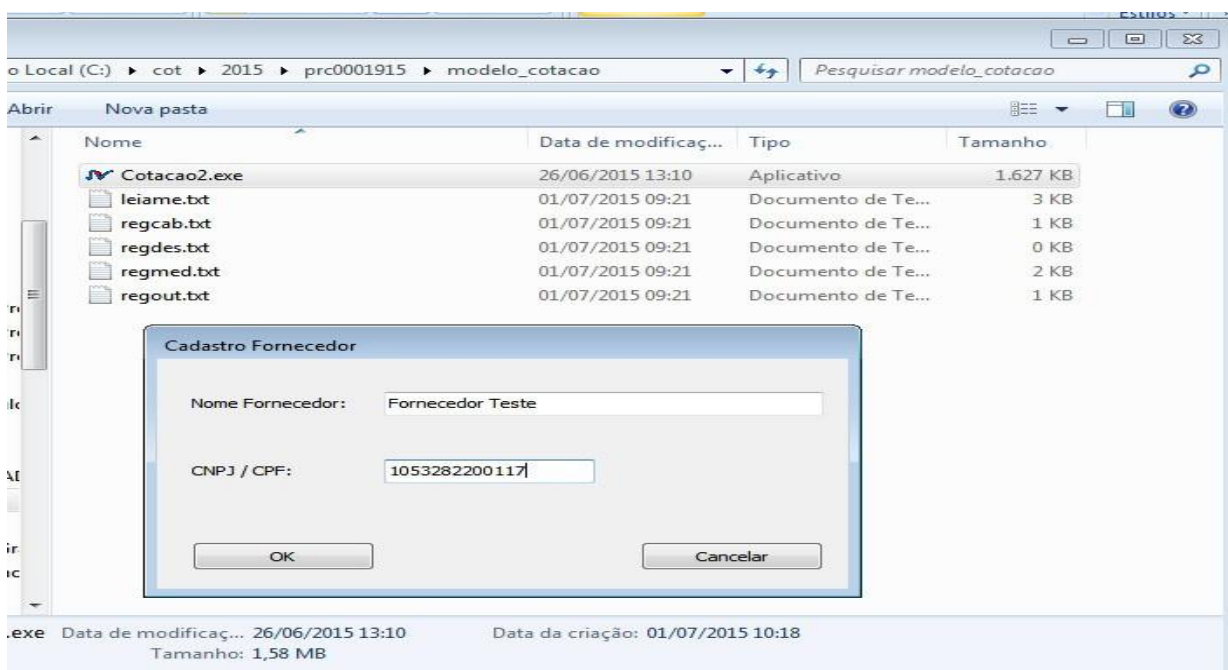 Estilos
o Local (C:) ▸ cot ▸ 2015 ▸ prc0001915 ▸ modelo_cotacao Pesquisar modelo_cotacao
Abrir Nova pasta
Nome Data de modificaç... Tipo Tamanho
Cotacao2.exe 26/06/2015 13:10 Aplicativo 1.627 KB
leiame.txt 01/07/2015 09:21 Documento de Te... 3 KB
regcab.txt 01/07/2015 09:21 Documento de Te... 1 KB
regdes.txt 01/07/2015 09:21 Documento de Te... 0 KB
regmed.txt 01/07/2015 09:21 Documento de Te... 2 KB
regout.txt 01/07/2015 09:21 Documento de Te... 1 KB
Cadastro Fornecedor
Nome Fornecedor: Fornecedor Teste
CNPJ / CPF: 1053282200117
OK Cancelar
.exe Data de modificaç... 26/06/2015 13:10 Data da criação: 01/07/2015 10:18
Tamanho: 1,58 MB